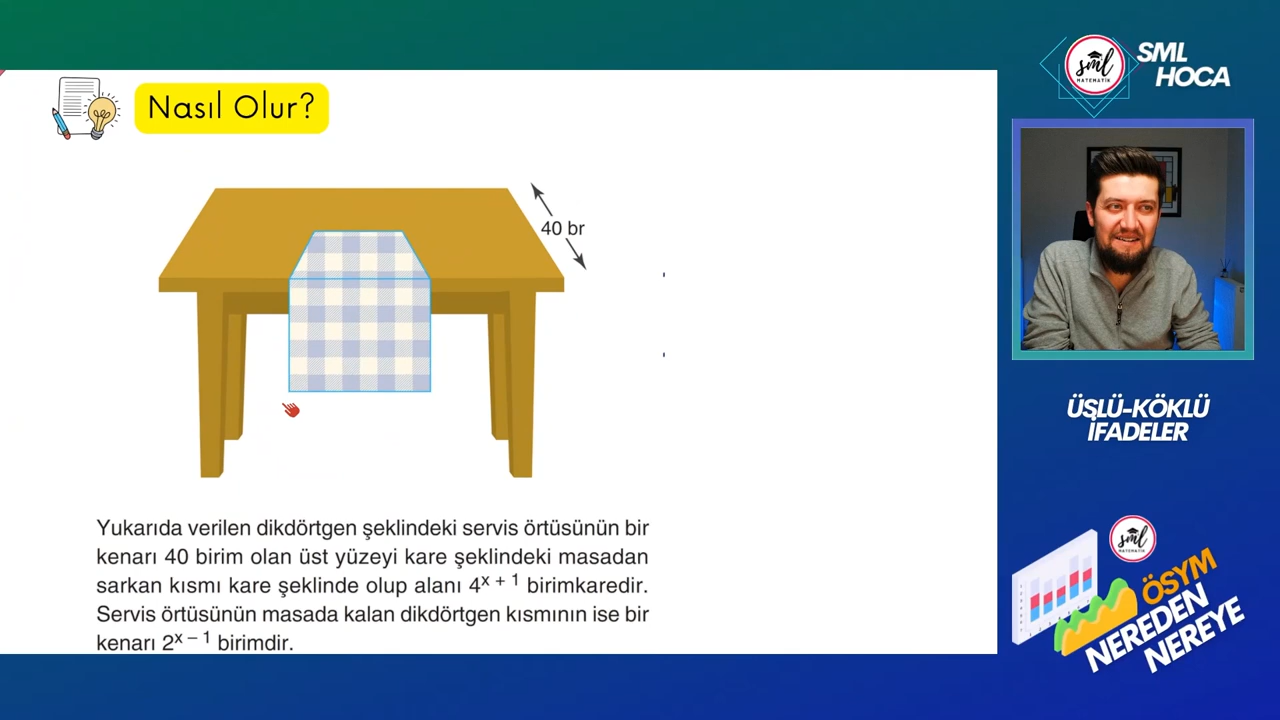 Nasıl Olur?
40 br
Yukarıda verilen dikdörtgen şeklindeki servis örtüsünün bir
kenarı 40 birim olan üst yüzeyi kare şeklindeki masadan
sarkan kısmı kare şeklinde olup alanı 4^{x + 1} birimkaredir.
Servis örtüsünün masada kalan dikdörtgen kısmının ise bir
kenarı 2^{x – 1} birimdir.
sml
MATEMATİK
SML
HOCA
ÜSLÜ-KÖKLÜ
İFADELER
sml
MATEMATİK
ÖSYM
NEREDEN
NEREYE